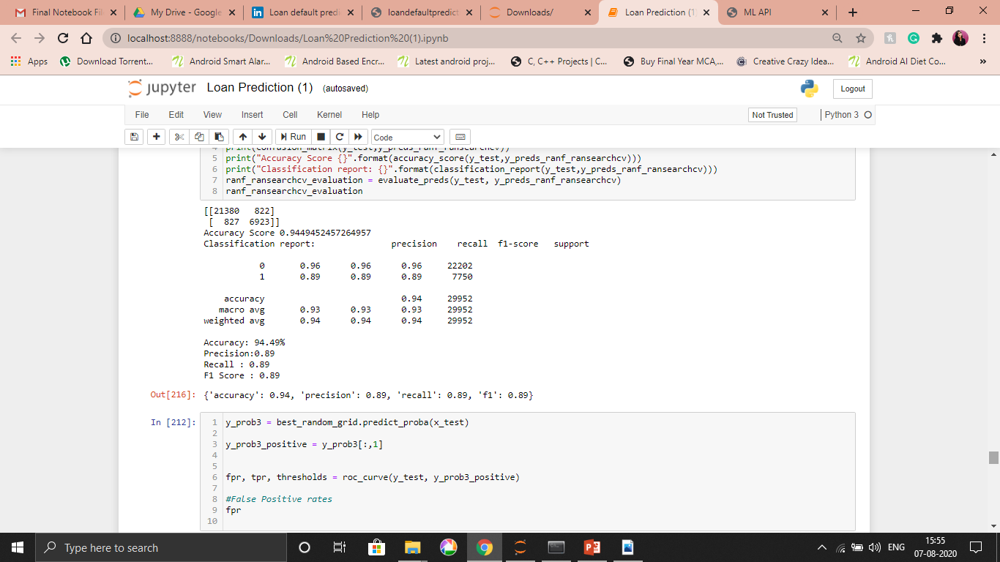 Final Notebook Fil
My Drive - Google
Loan default predi
loandefaultpredict
Downloads/
Loan Prediction (1
ML API
localhost:8888/notebooks/Downloads/Loan%20Prediction%20(1).ipynb
Apps
Download Torrent...
Android Smart Alar...
Android Based Encr...
Latest android proj...
C, C++ Projects | C...
Buy Final Year MCA,...
Creative Crazy Idea...
Android AI Diet Co...
»
jupyter Loan Prediction (1) (autosaved)
Logout
File Edit View Insert Cell Kernel Help
Not Trusted
Python 3
Run
Code
4 print(confusion_matrix(y_test,y_preds_ranf_ransearchcv))
5 print("Accuracy Score {}".format(accuracy_score(y_test,y_preds_ranf_ransearchcv)))
6 print("Classification report: {}".format(classification_report(y_test,y_preds_ranf_ransearchcv)))
7 ranf_ransearchcv_evaluation = evaluate_preds(y_test, y_preds_ranf_ransearchcv)
8 ranf_ransearchcv_evaluation
[[21380 822]
[ 827 6923]]
Accuracy Score 0.9449452457264957
Classification report: precision recall f1-score support
0 0.96 0.96 0.96 22202
1 0.89 0.89 0.89 7750
accuracy 0.94 29952
macro avg 0.93 0.93 0.93 29952
weighted avg 0.94 0.94 0.94 29952
Accuracy: 94.49%
Precision:0.89
Recall : 0.89
F1 Score : 0.89
Out[216]: {'accuracy': 0.94, 'precision': 0.89, 'recall': 0.89, 'f1': 0.89}
In [212]:
1 y_prob3 = best_random_grid.predict_proba(x_test)
2
3 y_prob3_positive = y_prob3[:,1]
4
5
6 fpr, tpr, thresholds = roc_curve(y_test, y_prob3_positive)
7
8 #False Positive rates
9 fpr
10
Type here to search
ENG
15:55
07-08-2020